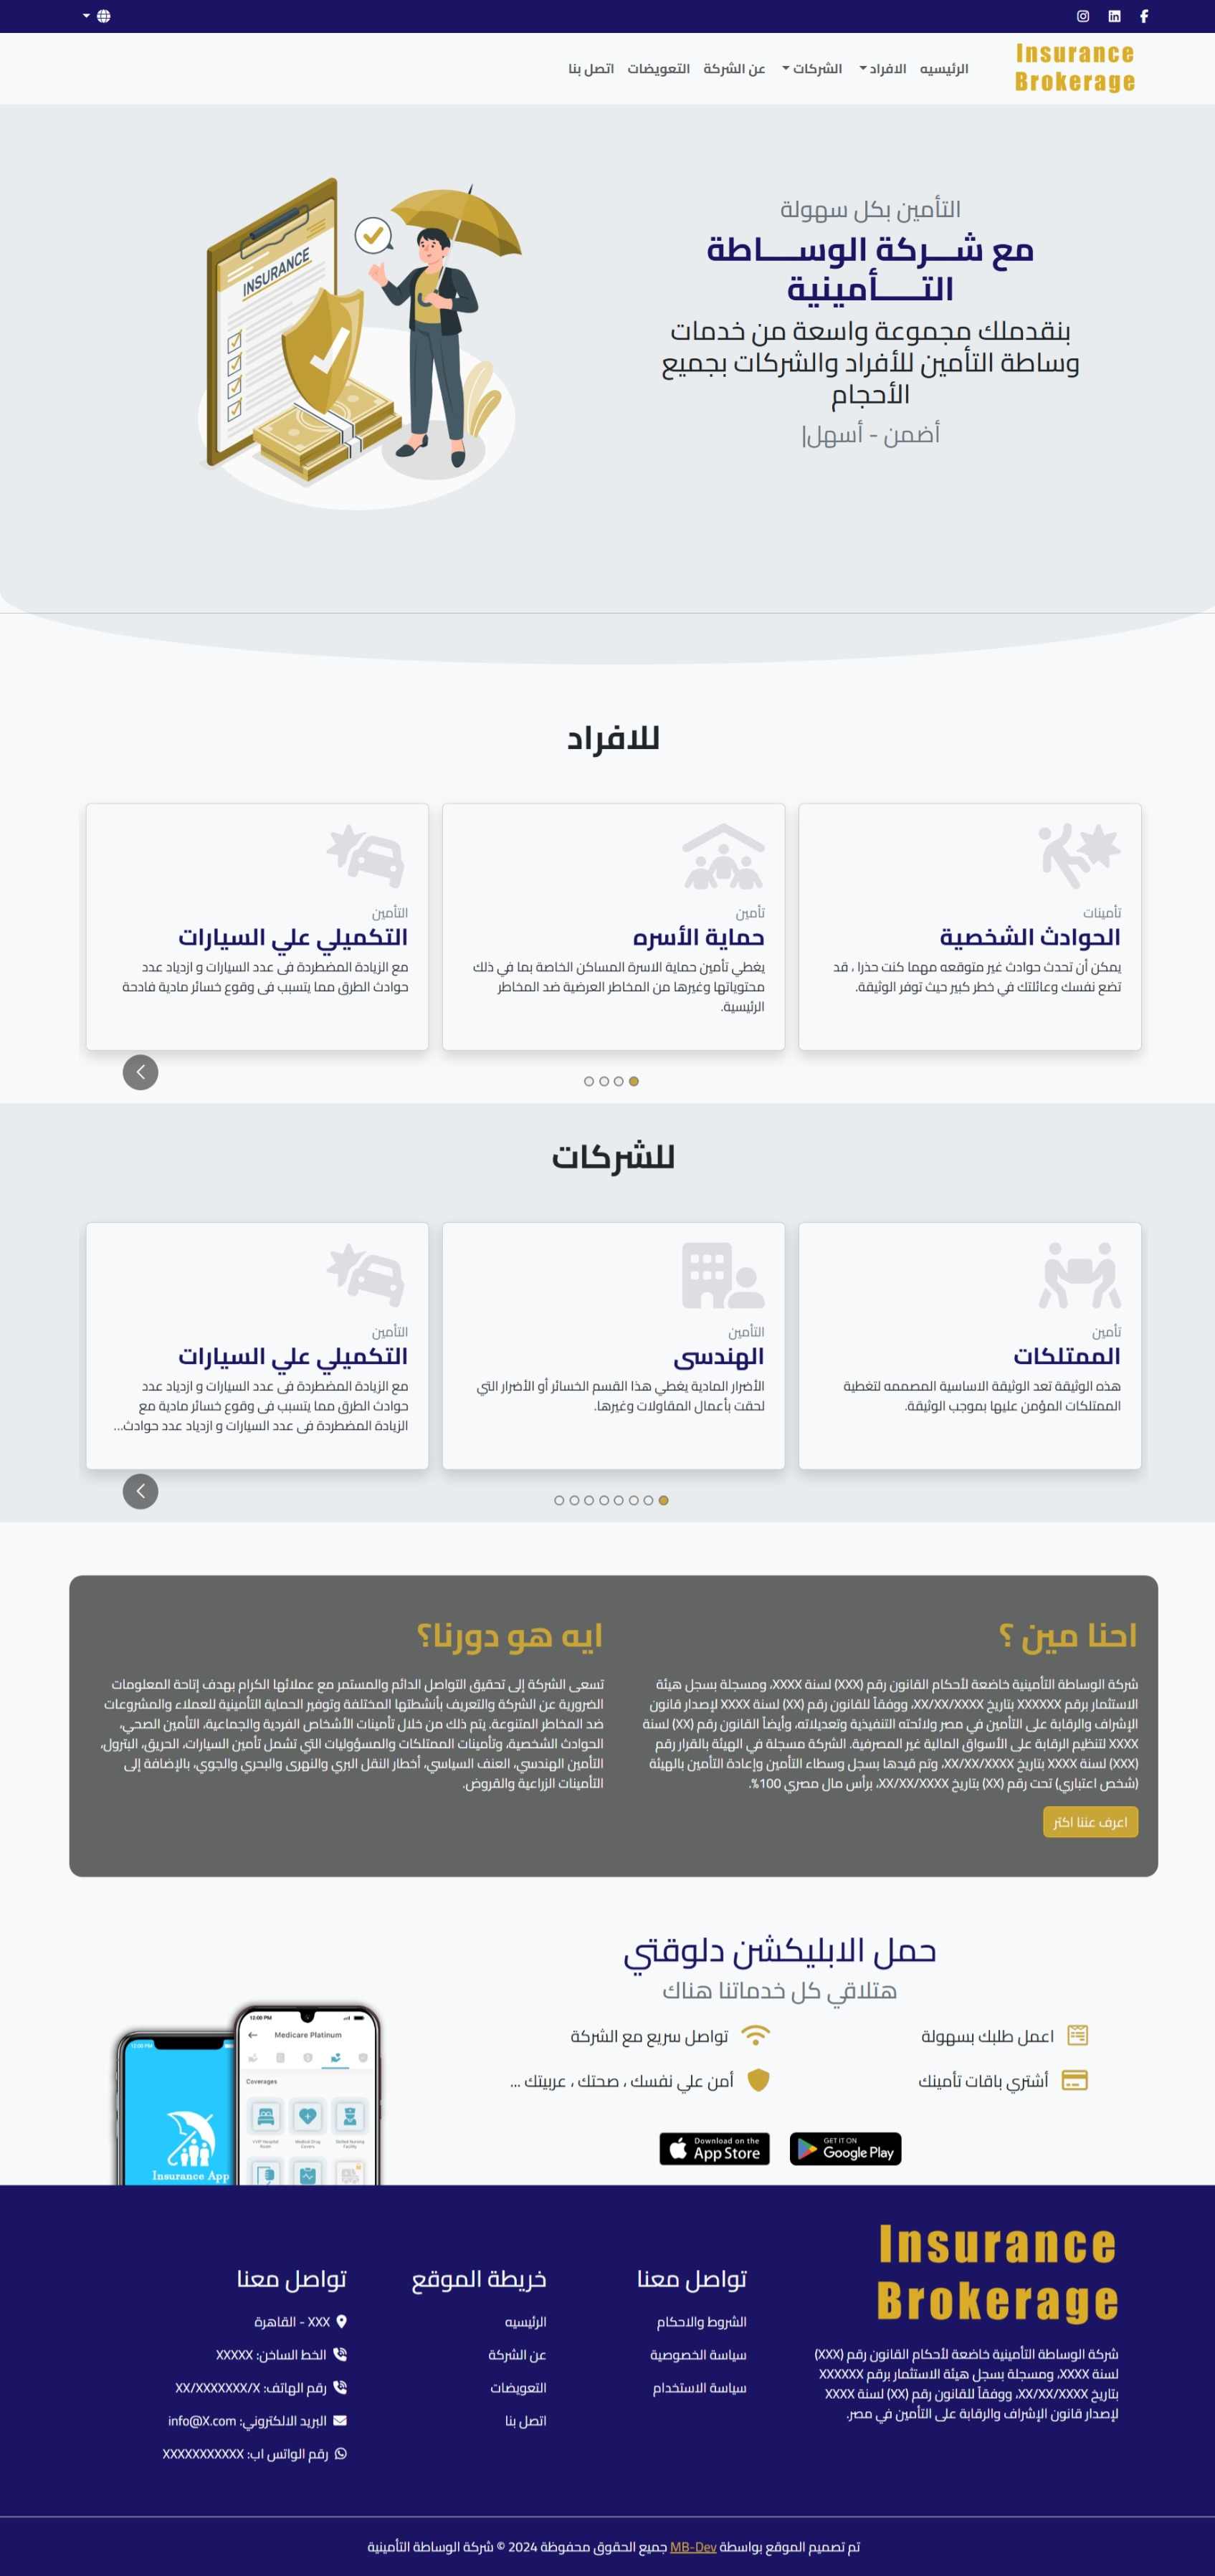 Insurance
Brokerage
الرئيسيه
الافراد
الشركات
عن الشركة
التعويضات
اتصل بنا
التأمين بكل سهولة
مع شـــركة الوســـــاطة
التـــــأمينية
بنقدملك مجموعة واسعة من خدمات
وساطة التأمين للأفراد والشركات بجميع
الأحجام
أضمن - أسهل|
INSURANCE
للافراد
تأمينات
الحوادث الشخصية
يمكن أن تحدث حوادث غير متوقعه مهما كنت حذرا ، قد
تضع نفسك وعائلتك في خطر كبير حيث توفر الوثيقة.
تأمين
حماية الأسره
يغطي تأمين حماية الاسرة المساكن الخاصة بما في ذلك
محتوياتها وغيرها من المخاطر العرضية ضد المخاطر
الرئيسية.
التأمين
التكميلي علي السيارات
مع الزيادة المضطردة فى عدد السيارات و ازدياد عدد
حوادث الطرق مما يتسبب فى وقوع خسائر مادية فادحة
للشركات
تأمين
الممتلكات
هذه الوثيقة تعد الوثيقة الاساسية المصممه لتغطية
الممتلكات المؤمن عليها بموجب الوثيقة.
التأمين
الهندسى
الأضرار المادية يغطي هذا القسم الخسائر أو الأضرار التي
لحقت بأعمال المقاولات وغيرها.
التأمين
التكميلي علي السيارات
مع الزيادة المضطردة فى عدد السيارات و ازدياد عدد
حوادث الطرق مما يتسبب فى وقوع خسائر مادية مع
الزيادة المضطردة فى عدد السيارات و ازدياد عدد حوادث...
احنا مين ؟
شركة الوساطة التأمينية خاضعة لأحكام القانون رقم (XXX) لسنة XXXX، ومسجلة بسجل هيئة
الاستثمار برقم XXXXXX بتاريخ XX/XX/XXXX، ووفقاً للقانون رقم (XX) لسنة XXXX لإصدار قانون
الإشراف والرقابة على التأمين في مصر ولائحته التنفيذية وتعديلاته، وأيضاً القانون رقم (XX) لسنة
XXXX لتنظيم الرقابة على الأسواق المالية غير المصرفية. الشركة مسجلة في الهيئة بالقرار رقم
(XXX) لسنة XXXX بتاريخ XX/XX/XXXX، وتم قيدها بسجل وسطاء التأمين وإعادة التأمين بالهيئة
(شخص اعتباري) تحت رقم (XX) بتاريخ XX/XX/XXXX، برأس مال مصري 100%.
اعرف عننا اكتر
ايه هو دورنا؟
تسعى الشركة إلى تحقيق التواصل الدائم والمستمر مع عملائها الكرام بهدف إتاحة المعلومات
الضرورية عن الشركة والتعريف بأنشطتها المختلفة وتوفير الحماية التأمينية للعملاء والمشروعات
ضد المخاطر المتنوعة. يتم ذلك من خلال تأمينات الأشخاص الفردية والجماعية، التأمين الصحي،
الحوادث الشخصية، وتأمينات الممتلكات والمسؤوليات التي تشمل تأمين السيارات، الحريق، البترول،
التأمين الهندسي، العنف السياسي، أخطار النقل البري والنهري والبحري والجوي، بالإضافة إلى
التأمينات الزراعية والقروض.
حمل الابليكشن دلوقتي
هتلاقي كل خدماتنا هناك
اعمل طلبك بسهولة
تواصل سريع مع الشركة
أشتري باقات تأمينك
أمن علي نفسك ، صحتك ، عربيتك ...
GET IT ON
Google Play
Download on the
App Store
12:00 PM
Medicare Platinum
Coverages
12:00 PM
Insurance App
Insurance
Brokerage
شركة الوساطة التأمينية خاضعة لأحكام القانون رقم (XXX)
لسنة XXXX، ومسجلة بسجل هيئة الاستثمار برقم XXXXXX
بتاريخ XX/XX/XXXX، ووفقاً للقانون رقم (XX) لسنة XXXX
لإصدار قانون الإشراف والرقابة على التأمين في مصر.
تواصل معنا
الشروط والاحكام
سياسة الخصوصية
سياسة الاستخدام
خريطة الموقع
الرئيسيه
عن الشركة
التعويضات
اتصل بنا
تواصل معنا
XXX - القاهرة
الخط الساخن: XXXXX
رقم الهاتف: XX/XXXXXXX/X
البريد الالكتروني: info@X.com
رقم الواتس اب: XXXXXXXXXXX
تم تصميم الموقع بواسطة MB-Dev جميع الحقوق محفوظة 2024 © شركة الوساطة التأمينية